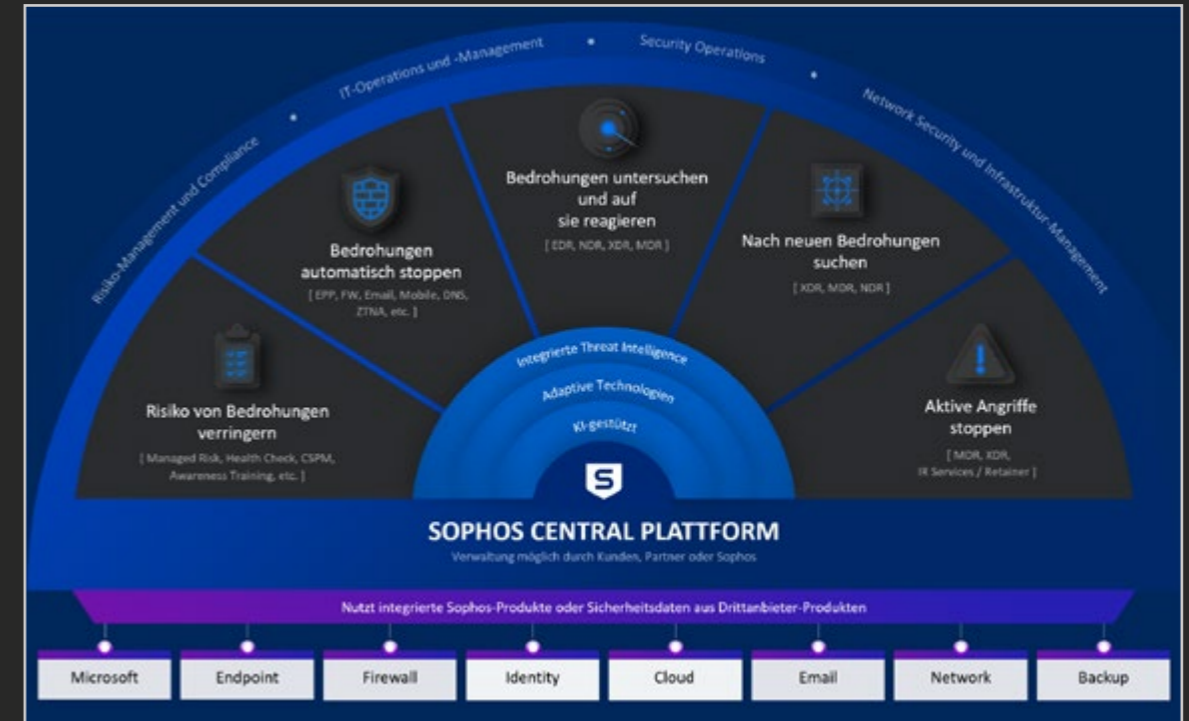 Risiko-Management und Compliance
IT-Operations und -Management
Security Operations
Network Security und Infrastruktur-Management
Risiko von Bedrohungen
verringern
[ Managed Risk, Health Check, CSPM,
Awareness Training, etc. ]
Bedrohungen
automatisch stoppen
[ EPP, FW, Email, Mobile, DNS,
ZTNA, etc. ]
Bedrohungen untersuchen
und auf
sie reagieren
[ EDR, NDR, XDR, MDR ]
Nach neuen Bedrohungen
suchen
[ XDR, MDR, NDR ]
Aktive Angriffe
stoppen
[ MDR, XDR,
IR Services / Retainer ]
Integrierte Threat Intelligence
Adaptive Technologien
KI-gestützt
S
SOPHOS CENTRAL PLATTFORM
Verwaltung möglich durch Kunden, Partner oder Sophos
Nutzt integrierte Sophos-Produkte oder Sicherheitsdaten aus Drittanbieter-Produkten
Microsoft
Endpoint
Firewall
Identity
Cloud
Email
Network
Backup